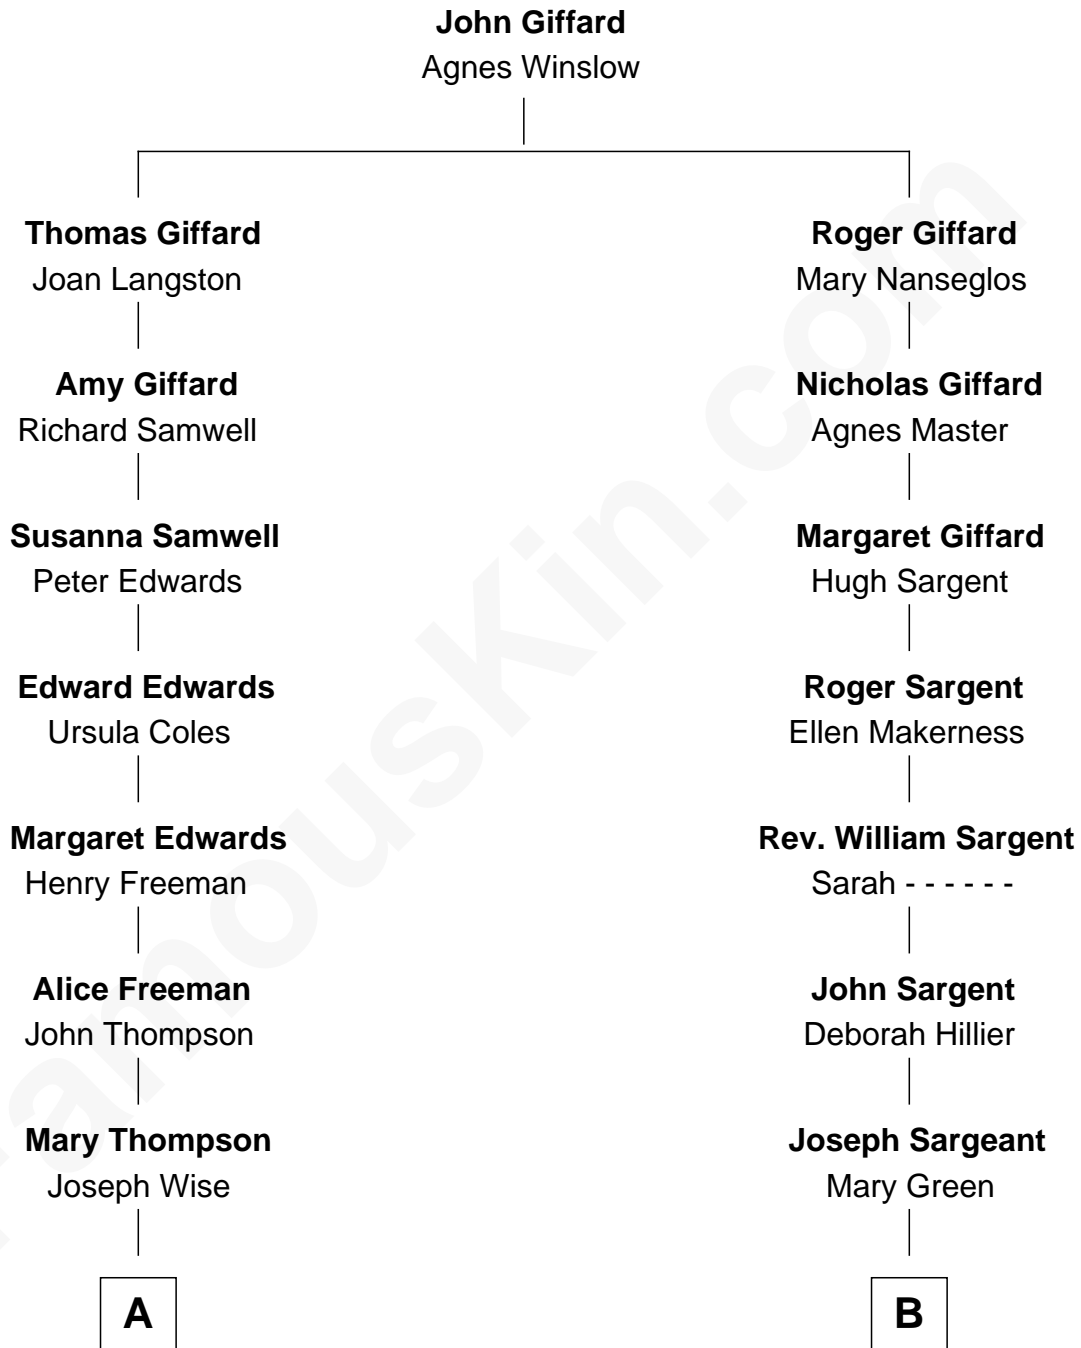 John Giffard
Agnes Winslow
Thomas Giffard
Joan Langston
Roger Giffard
Mary Nanseglos
Amy Giffard
Richard Samwell
Nicholas Giffard
Agnes Master
Susanna Samwell
Peter Edwards
Margaret Giffard
Hugh Sargent
Edward Edwards
Ursula Coles
Roger Sargent
Ellen Makerness
Margaret Edwards
Henry Freeman
Rev. William Sargent
Sarah - - - - - -
Alice Freeman
John Thompson
John Sargent
Deborah Hillier
Mary Thompson
Joseph Wise
Joseph Sargeant
Mary Green
A
B
FamousKin.com